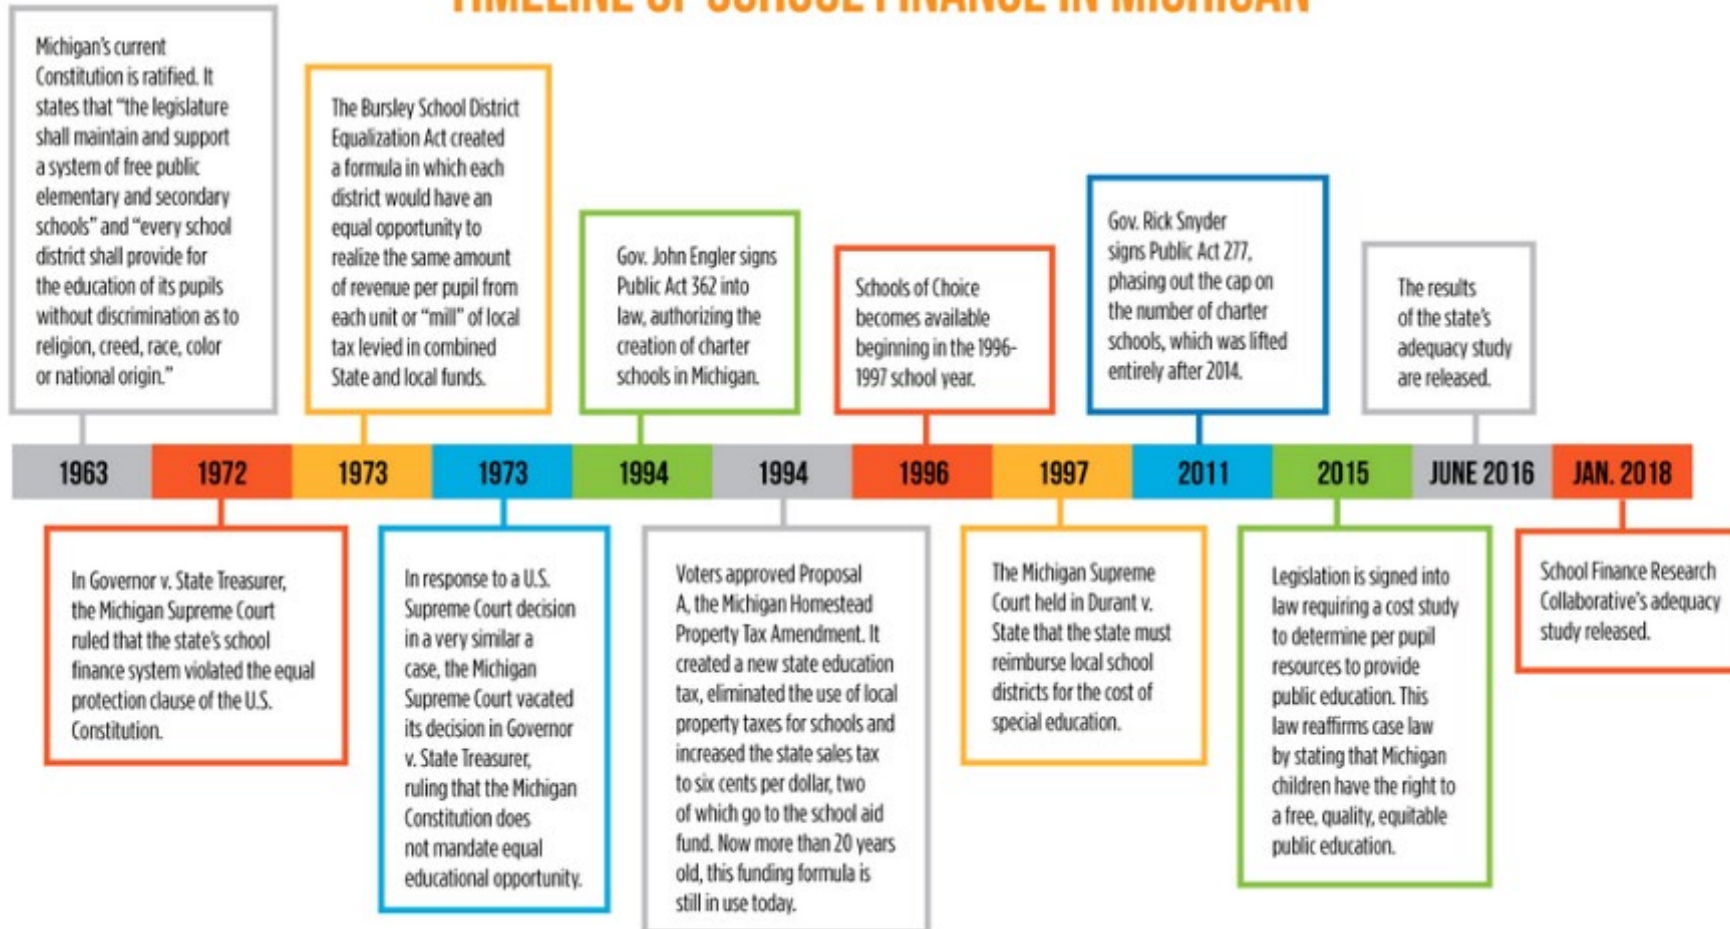 TIMELINE OF SCHOOL FINANCE IN MICHIGAN
Michigan's current
Constitution is ratified. It
states that “the legislature
shall maintain and support
a system of free public
elementary and secondary
schools” and “every school
district shall provide for
the education of its pupils
without discrimination as to
religion, creed, race, color
or national origin.”
The Bursley School District
Equalization Act created
a formula in which each
district would have an
equal opportunity to
realize the same amount
of revenue per pupil from
each unit or “mill” of local
tax levied in combined
State and local funds.
Gov. John Engler signs
Public Act 362 into
law, authorizing the
creation of charter
schools in Michigan.
Schools of Choice
becomes available
beginning in the 1996-
1997 school year.
Gov. Rick Snyder
signs Public Act 277,
phasing out the cap on
the number of charter
schools, which was lifted
entirely after 2014.
The results
of the state's
adequacy study
are released.
1963 1972 1973 1973 1994 1994 1996 1997 2011 2015 JUNE 2016 JAN. 2018
In Governor v. State Treasurer,
the Michigan Supreme Court
ruled that the state's school
finance system violated the equal
protection clause of the U.S.
Constitution.
In response to a U.S.
Supreme Court decision
in a very similar a
case, the Michigan
Supreme Court vacated
its decision in Governor
v. State Treasurer,
ruling that the Michigan
Constitution does
not mandate equal
educational opportunity.
Voters approved Proposal
A, the Michigan Homestead
Property Tax Amendment. It
created a new state education
tax, eliminated the use of local
property taxes for schools and
increased the state sales tax
to six cents per dollar, two
of which go to the school aid
fund. Now more than 20 years
old, this funding formula is
still in use today.
The Michigan Supreme
Court held in Durant v.
State that the state must
reimburse local school
districts for the cost of
special education.
Legislation is signed into
law requiring a cost study
to determine per pupil
resources to provide
public education. This
law reaffirms case law
by stating that Michigan
children have the right to
a free, quality, equitable
public education.
School Finance Research
Collaborative's adequacy
study released.